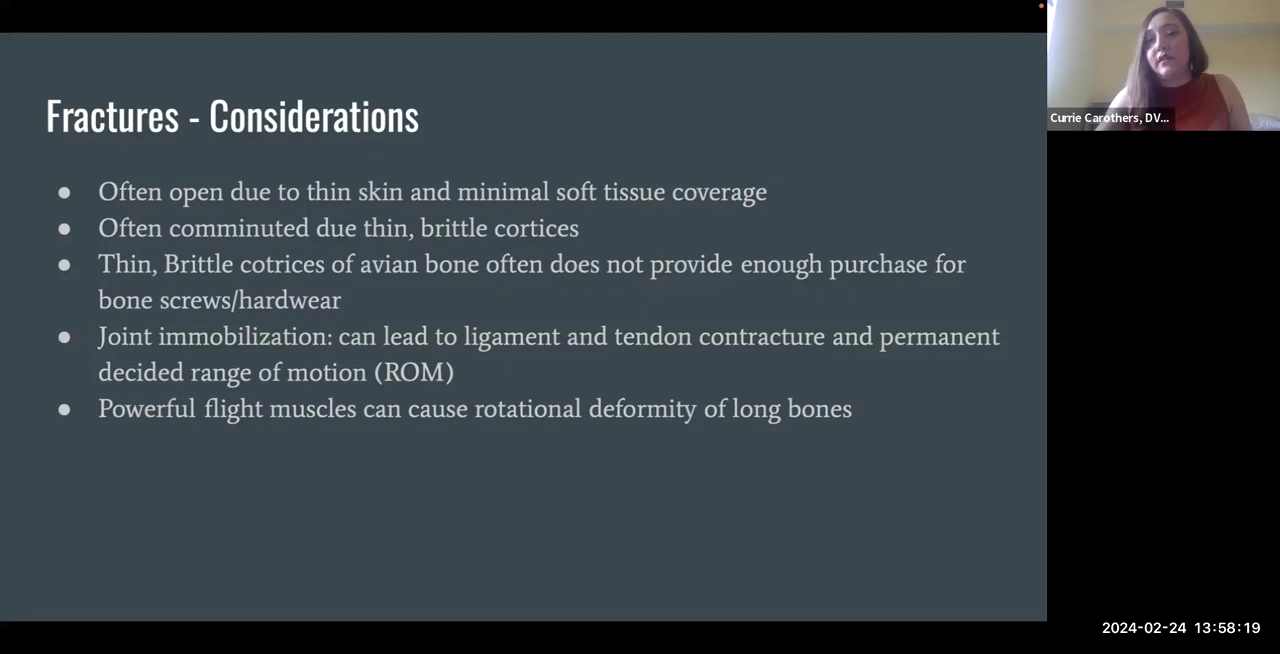 Fractures - Considerations
● Often open due to thin skin and minimal soft tissue coverage
● Often comminuted due thin, brittle cortices
● Thin, Brittle cotrices of avian bone often does not provide enough purchase for
bone screws/hardwear
● Joint immobilization: can lead to ligament and tendon contracture and permanent
decided range of motion (ROM)
● Powerful flight muscles can cause rotational deformity of long bones
Currie Carothers, DV...
2024-02-24 13:58:19